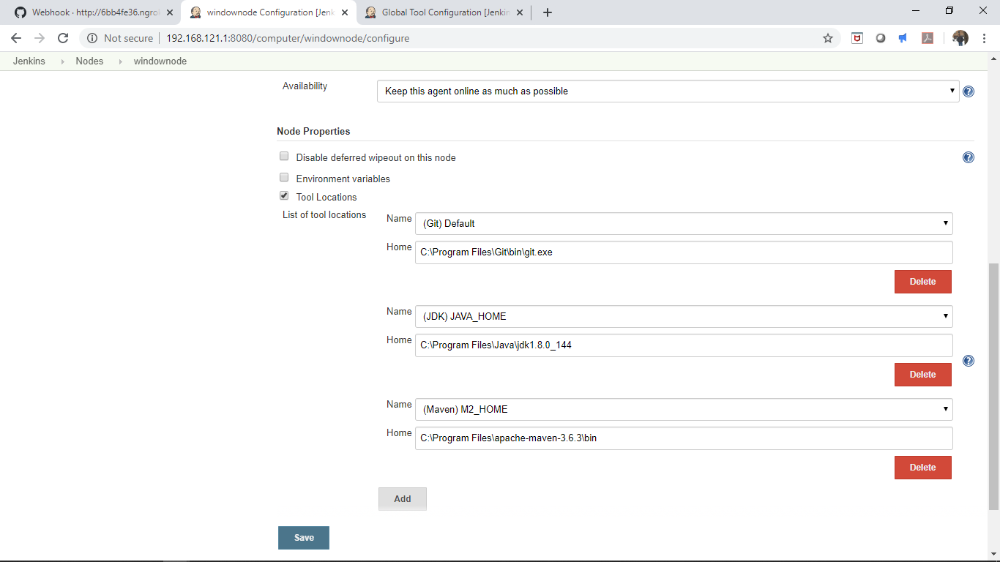 Webhook · http://6bb4fe36.ngro
windownode Configuration [Jenk
Global Tool Configuration [Jenkin
Not secure
192.168.121.1:8080/computer/windownode/configure
Jenkins
Nodes
windownode
Availability
Keep this agent online as much as possible
Node Properties
Disable deferred wipeout on this node
Environment variables
Tool Locations
List of tool locations
Name
(Git) Default
Home
C:\Program Files\Git\bin\git.exe
Delete
Name
(JDK) JAVA_HOME
Home
C:\Program Files\Java\jdk1.8.0_144
Delete
Name
(Maven) M2_HOME
Home
C:\Program Files\apache-maven-3.6.3\bin
Delete
Add
Save